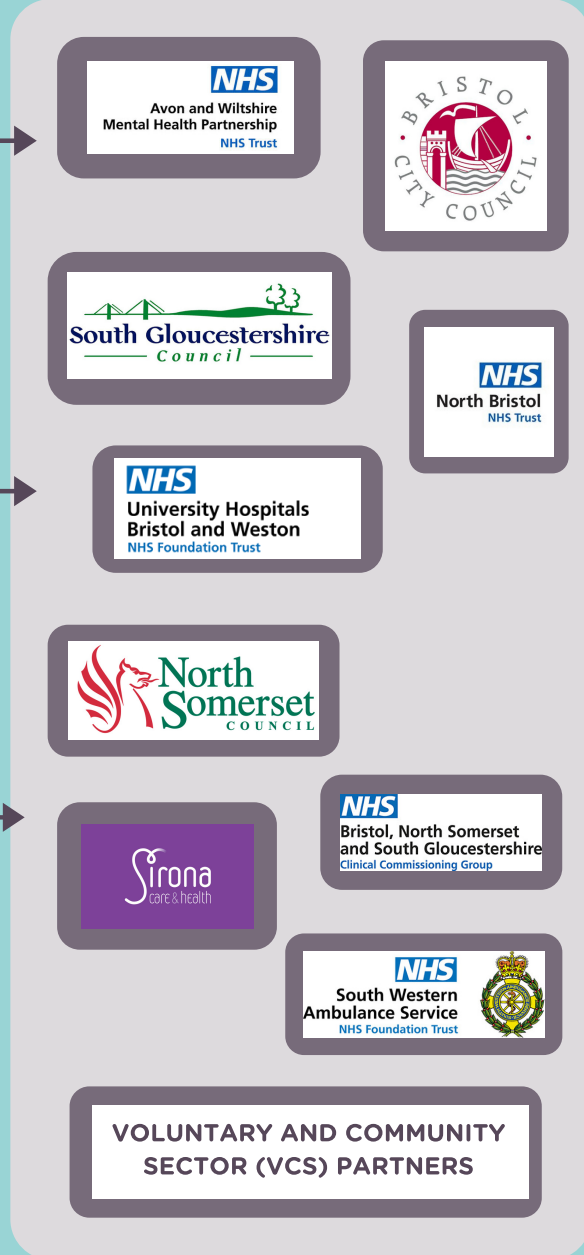 NHS
Avon and Wiltshire
Mental Health Partnership
NHS Trust
BRISTOL
CITY COUNCIL
South Gloucestershire
Council
NHS
North Bristol
NHS Trust
NHS
University Hospitals
Bristol and Weston
NHS Foundation Trust
North
Somerset
COUNCIL
NHS
Bristol, North Somerset
and South Gloucestershire
Clinical Commissioning Group
Sirona
care & health
NHS
South Western
Ambulance Service
NHS Foundation Trust
VOLUNTARY AND COMMUNITY
SECTOR (VCS) PARTNERS